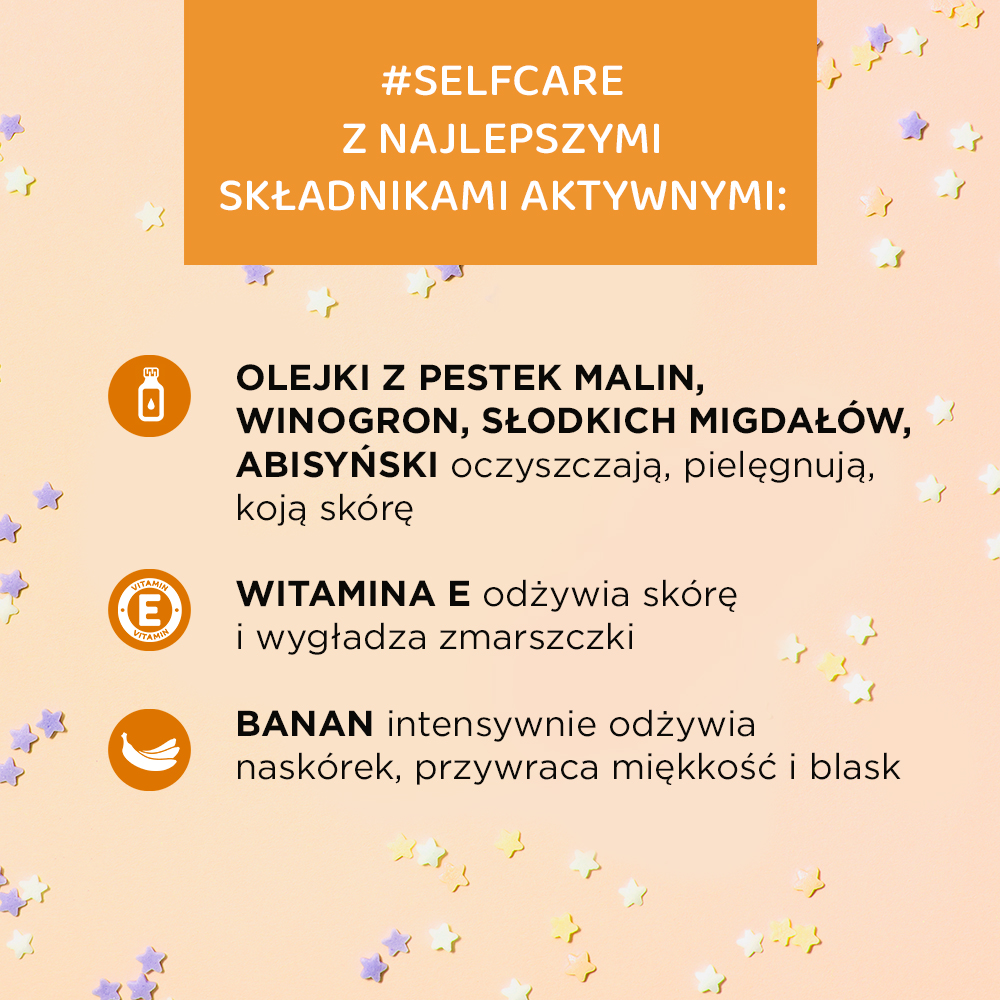 #SELFCARE
Z NAJLEPSZYMI
SKŁADNIKAMI AKTYWNYMI:
OLEJKI Z PESTEK MALIN,
WINOGRON, SŁODKICH MIGDAŁÓW,
ABISYŃSKI oczyszczają, pielęgnują,
koją skórę
VITAMIN
E
VITAMIN
WITAMINA E odżywia skórę
i wygładza zmarszczki
BANAN intensywnie odżywia
naskórek, przywraca miękkość i blask